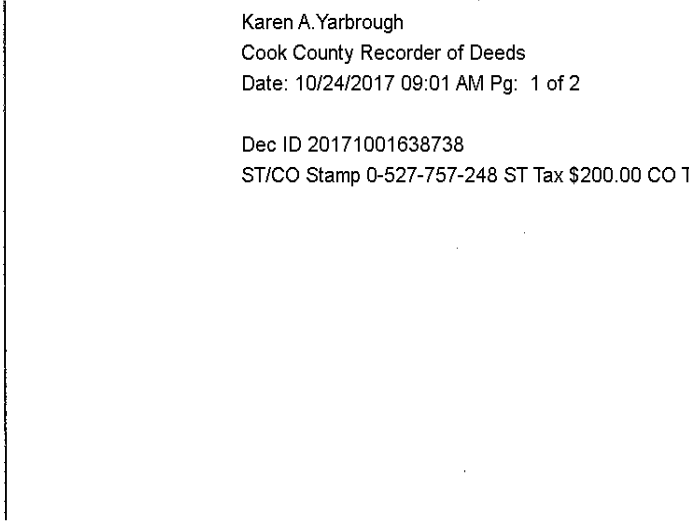 Karen A.Yarbrough
Cook County Recorder of Deeds
Date: 10/24/2017 09:01 AM Pg: 1 of 2
Dec ID 20171001638738
ST/CO Stamp 0-527-757-248 ST Tax $200.00 CO